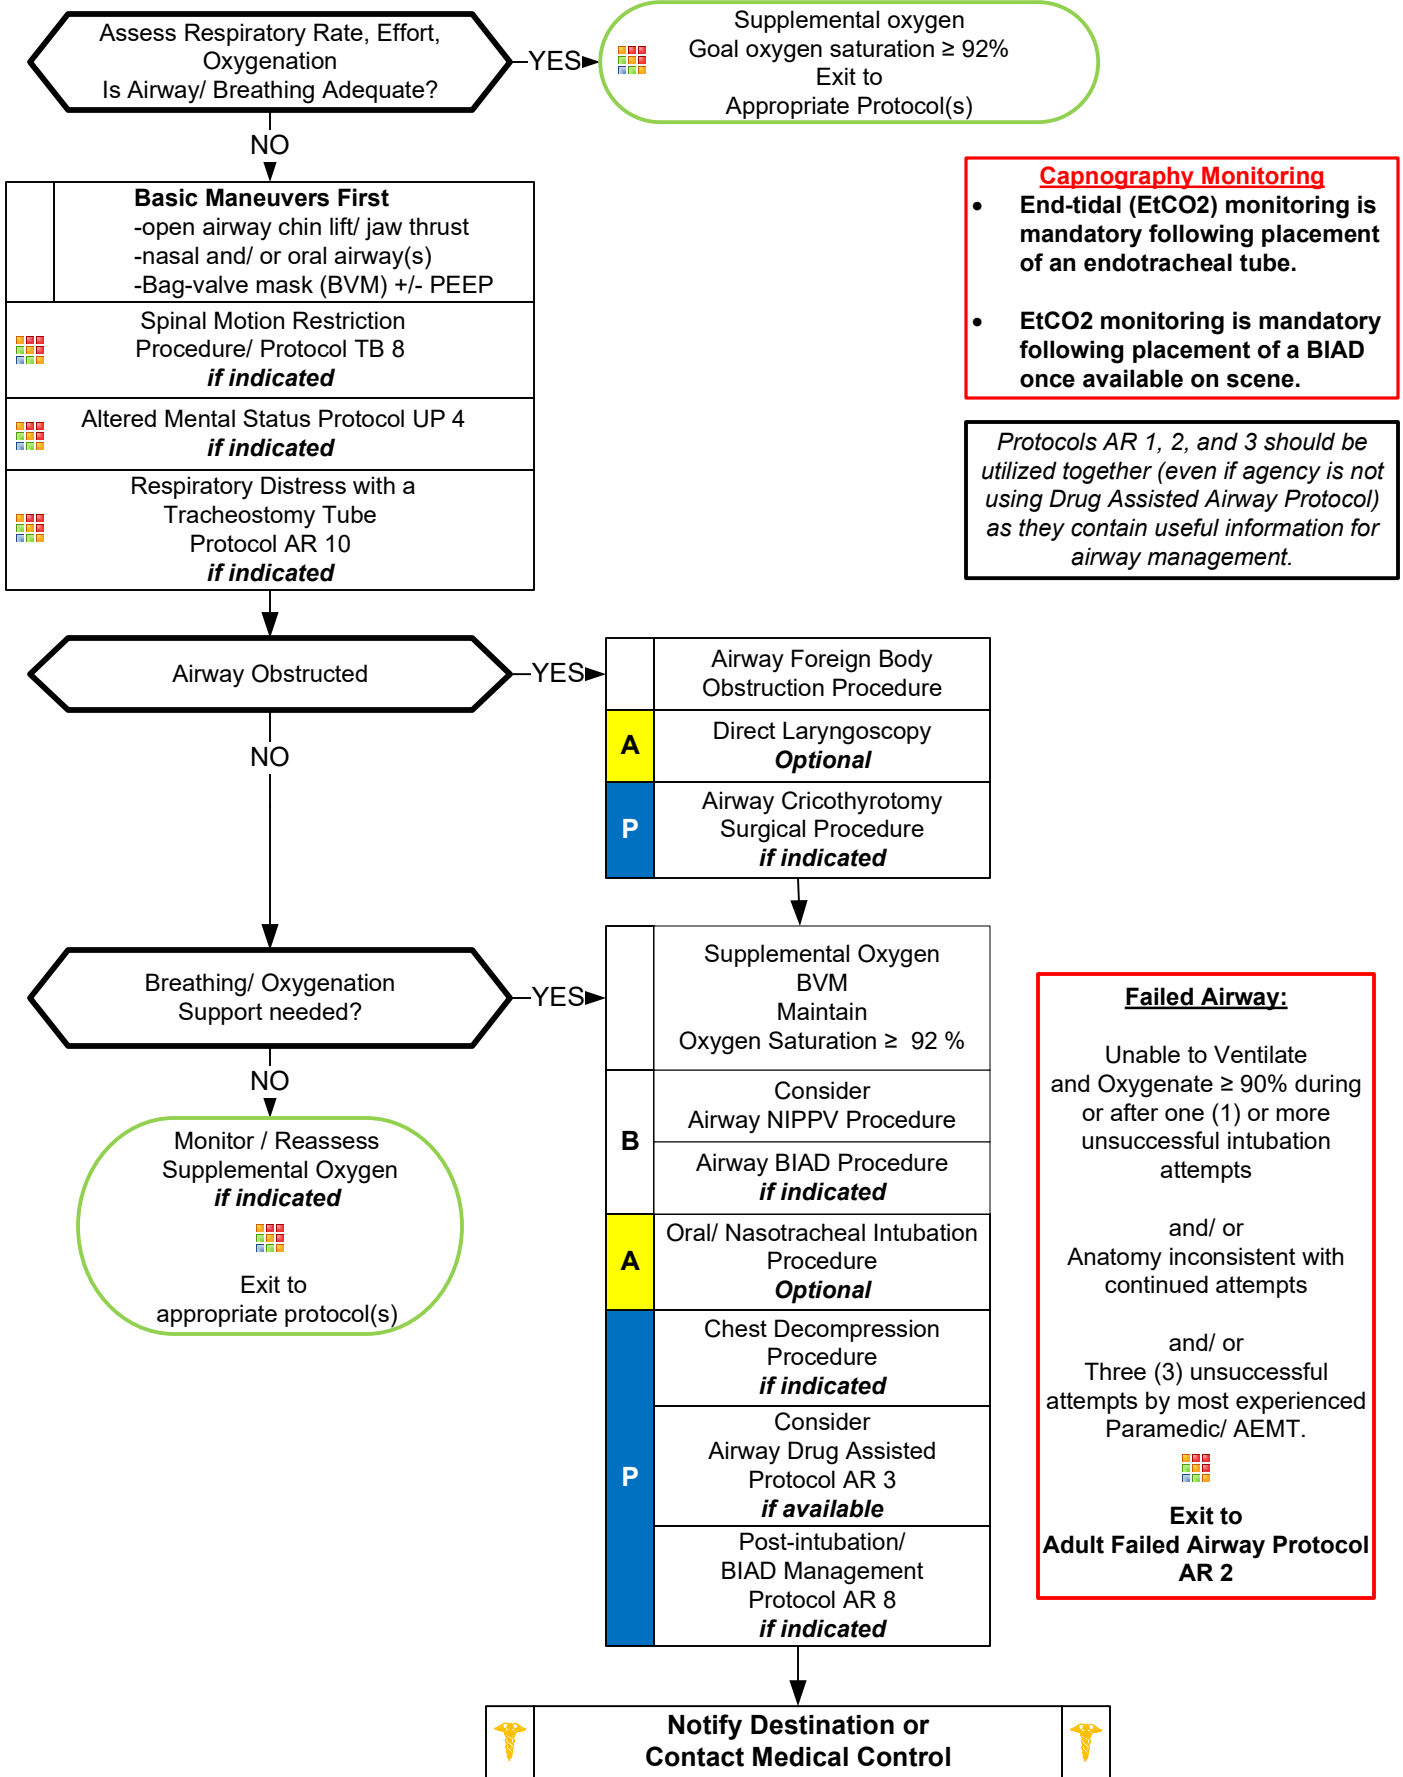 Assess Respiratory Rate, Effort,
Oxygenation
Is Airway/ Breathing Adequate?
YES
Supplemental oxygen
Goal oxygen saturation ≥ 92%
Exit to
Appropriate Protocol(s)
NO
Basic Maneuvers First
-open airway chin lift/ jaw thrust
-nasal and/ or oral airway(s)
-Bag-valve mask (BVM) +/- PEEP
Spinal Motion Restriction
Procedure/ Protocol TB 8
if indicated
Altered Mental Status Protocol UP 4
if indicated
Respiratory Distress with a
Tracheostomy Tube
Protocol AR 10
if indicated
Capnography Monitoring
• End-tidal (EtCO2) monitoring is
mandatory following placement
of an endotracheal tube.
• EtCO2 monitoring is mandatory
following placement of a BIAD
once available on scene.
Protocols AR 1, 2, and 3 should be
utilized together (even if agency is not
using Drug Assisted Airway Protocol)
as they contain useful information for
airway management.
Airway Obstructed
YES
Airway Foreign Body
Obstruction Procedure
A
Direct Laryngoscopy
Optional
P
Airway Cricothyrotomy
Surgical Procedure
if indicated
NO
Breathing/ Oxygenation
Support needed?
YES
Supplemental Oxygen
BVM
Maintain
Oxygen Saturation ≥ 92 %
B
Consider
Airway NIPPV Procedure
Airway BIAD Procedure
if indicated
A
Oral/ Nasotracheal Intubation
Procedure
Optional
P
Chest Decompression
Procedure
if indicated
Consider
Airway Drug Assisted
Protocol AR 3
if available
Post-intubation/
BIAD Management
Protocol AR 8
if indicated
NO
Monitor / Reassess
Supplemental Oxygen
if indicated
Exit to
appropriate protocol(s)
Failed Airway:
Unable to Ventilate
and Oxygenate ≥ 90% during
or after one (1) or more
unsuccessful intubation
attempts
and/ or
Anatomy inconsistent with
continued attempts
and/ or
Three (3) unsuccessful
attempts by most experienced
Paramedic/ AEMT.
Exit to
Adult Failed Airway Protocol
AR 2
Notify Destination or
Contact Medical Control